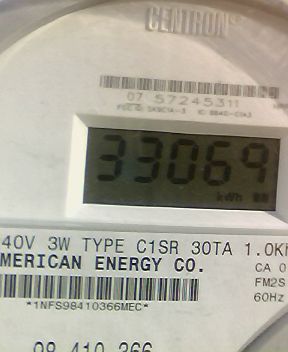 CENTRON®
07 57245311
33069
kWh
40V 3W TYPE C1SR 30TA 1.0K
MERICAN ENERGY CO.
CA 0
FM2S
60Hz
*1NFS98410366MEC*
98 410 366